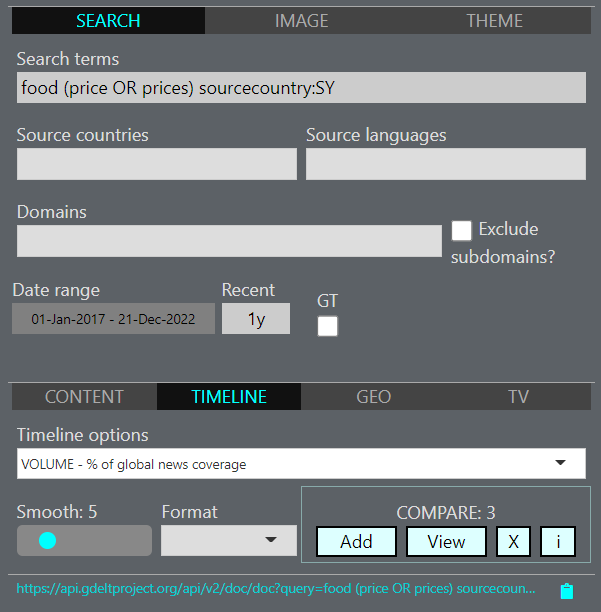 SEARCH IMAGE THEME
Search terms
food (price OR prices) sourcecountry:SY
Source countries Source languages
Domains
Exclude
subdomains?
Date range Recent GT
01-Jan-2017 - 21-Dec-2022 1y
CONTENT TIMELINE GEO TV
Timeline options
VOLUME - % of global news coverage
Smooth: 5 Format COMPARE: 3
Add View X i
https://api.gdeltproject.org/api/v2/doc/doc?query=food (price OR prices) sourcecoun...